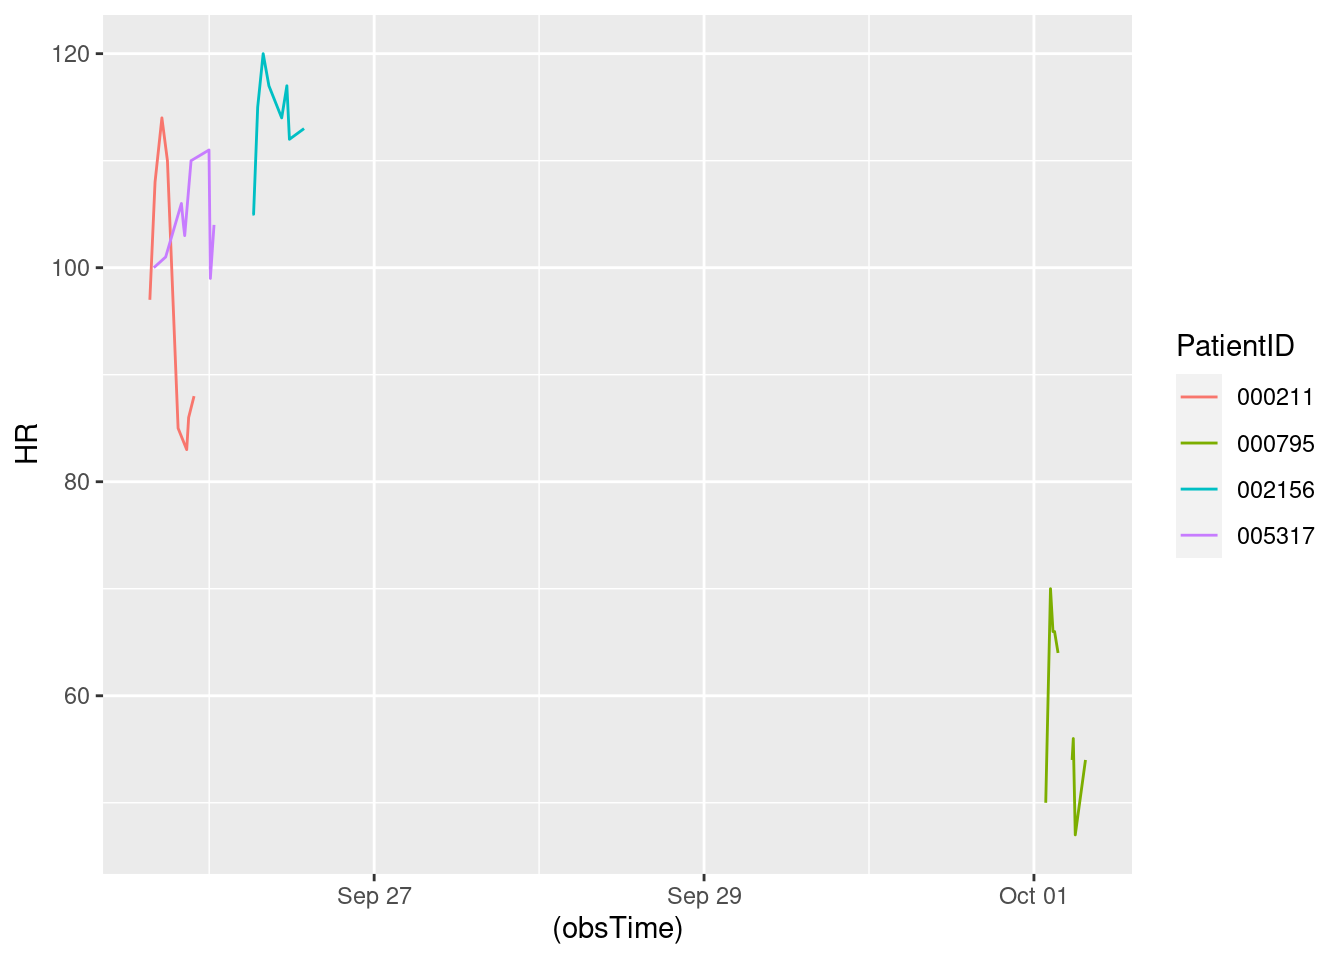 120
100
80
60
HR
Sep 27
Sep 29
Oct 01
(obsTime)
PatientID
000211
000795
002156
005317